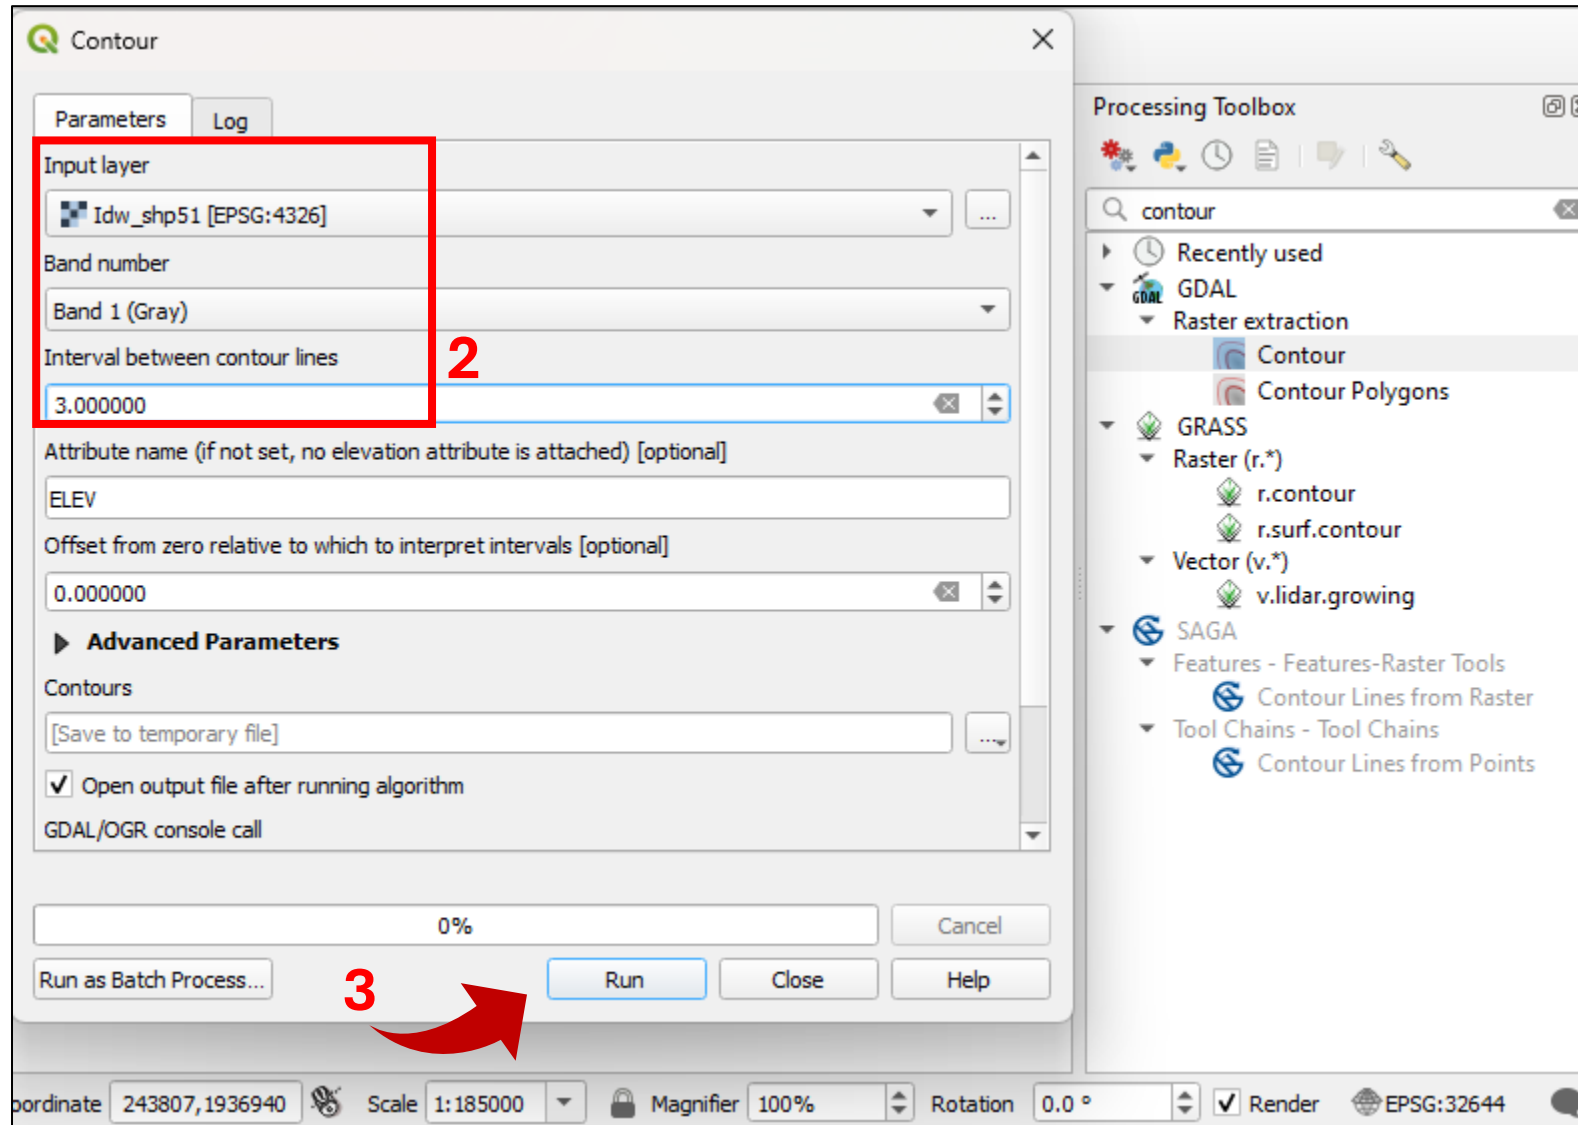 Contour
Parameters
Log
Input layer
Idw_shp51 [EPSG:4326]
...
Band number
Band 1 (Gray)
Interval between contour lines
2
3.000000
Attribute name (if not set, no elevation attribute is attached) [optional]
ELEV
Offset from zero relative to which to interpret intervals [optional]
0.000000
Advanced Parameters
Contours
[Save to temporary file]
...
Open output file after running algorithm
GDAL/OGR console call
0%
Cancel
Run as Batch Process...
3
Run
Close
Help
Processing Toolbox
contour
Recently used
GDAL
GDAL
Raster extraction
Contour
Contour Polygons
GRASS
Raster (r.*)
r.contour
r.surf.contour
Vector (v.*)
v.lidar.growing
SAGA
Features - Features-Raster Tools
Contour Lines from Raster
Tool Chains - Tool Chains
Contour Lines from Points
oordinate 243807,1936940 Scale 1:185000 Magnifier 100% Rotation 0.0 ° Render EPSG:32644